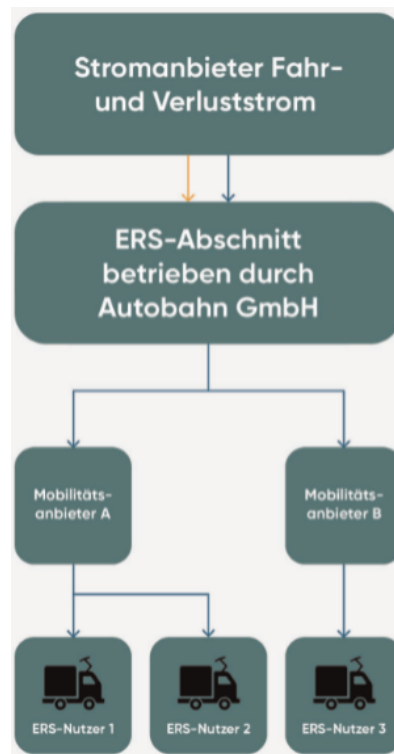 Stromanbieter Fahr-
und Verluststrom
ERS-Abschnitt
betrieben durch
Autobahn GmbH
Mobilitäts-
anbieter A
Mobilitäts-
anbieter B
ERS-Nutzer 1
ERS-Nutzer 2
ERS-Nutzer 3